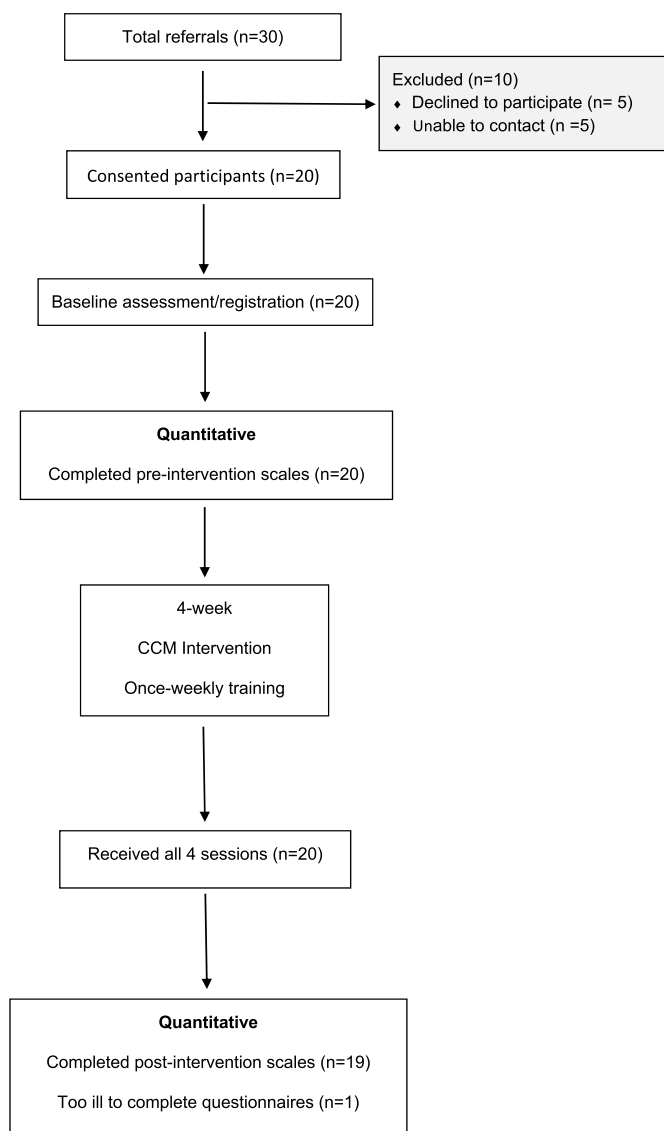 Total referrals (n=30)
Excluded (n=10)
♦ Declined to participate (n= 5)
♦ Unable to contact (n =5)
Consented participants (n=20)
Baseline assessment/registration (n=20)
Quantitative
Completed pre-intervention scales (n=20)
4-week
CCM Intervention
Once-weekly training
Received all 4 sessions (n=20)
Quantitative
Completed post-intervention scales (n=19)
Too ill to complete questionnaires (n=1)